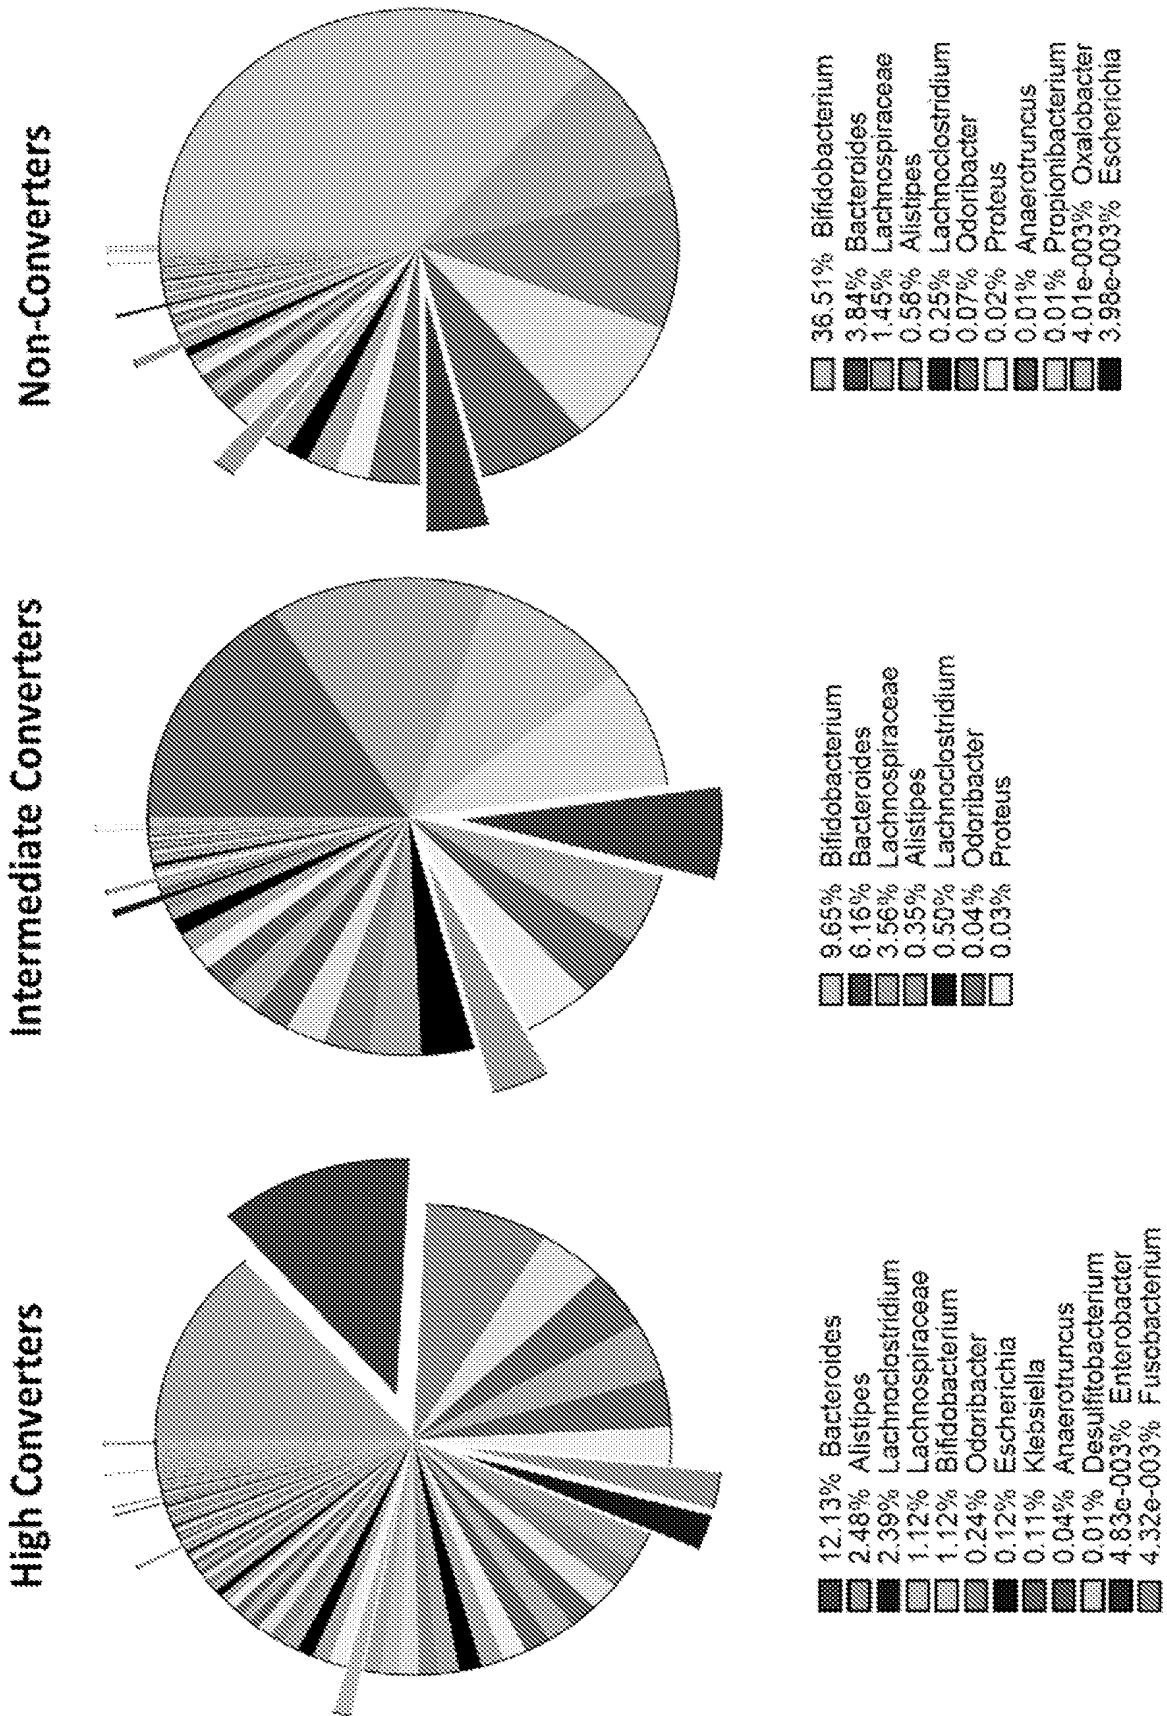 High Converters
12.13% Bacteroides
2.48% Alistipes
2.39% Lachnoclostridium
1.12% Lachnospiraceae
1.12% Bifidobacterium
0.24% Odoribacter
0.12% Escherichia
0.11% Klebsiella
0.04% Anaerotruncus
0.01% Desulfitobacterium
4.83e-003% Enterobacter
4.32e-003% Fusobacterium
Intermediate Converters
9.65% Bifidobacterium
6.16% Bacteroides
3.56% Lachnospiraceae
0.35% Alistipes
0.50% Lachnoclostridium
0.04% Odoribacter
0.03% Proteus
Non-Converters
36.51% Bifidobacterium
3.84% Bacteroides
1.45% Lachnospiraceae
0.58% Alistipes
0.25% Lachnoclostridium
0.07% Odoribacter
0.02% Proteus
0.01% Anaerotruncus
0.01% Propionibacterium
4.01e-003% Oxalobacter
3.98e-003% Escherichia